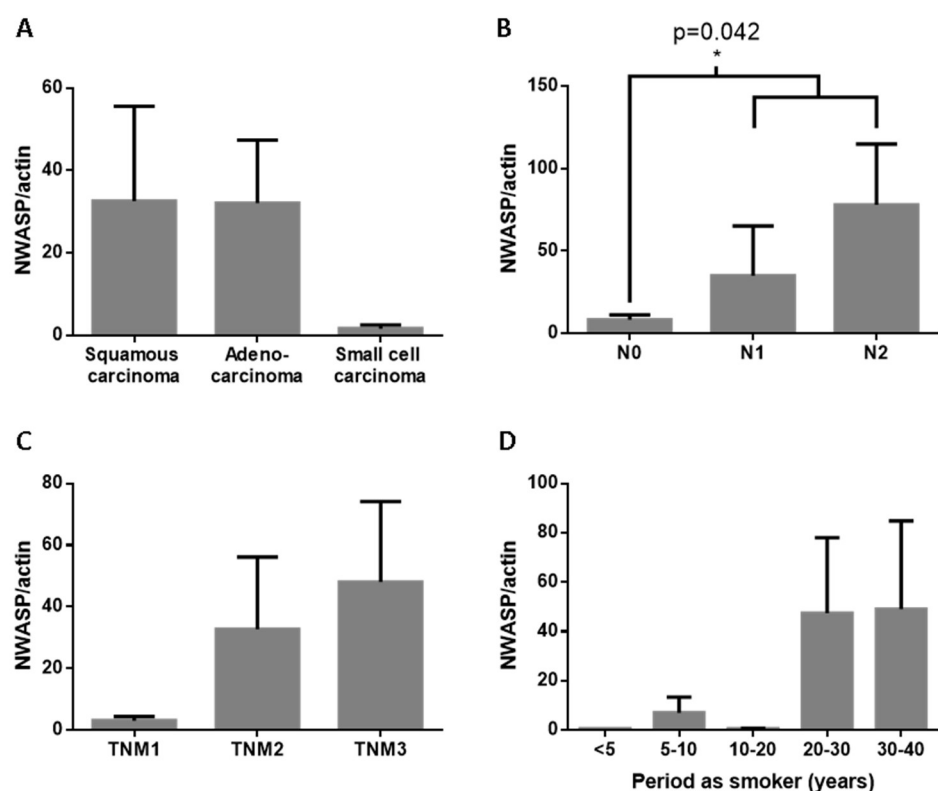 A
NWASP/actin
60
40
20
0
Squamous carcinoma
Adeno-carcinoma
Small cell carcinoma
B
p=0.042
*
NWASP/actin
150
100
50
0
N0
N1
N2
C
NWASP/actin
80
60
40
20
0
TNM1
TNM2
TNM3
D
NWASP/actin
100
80
60
40
20
0
<5
5-10
10-20
20-30
30-40
Period as smoker (years)